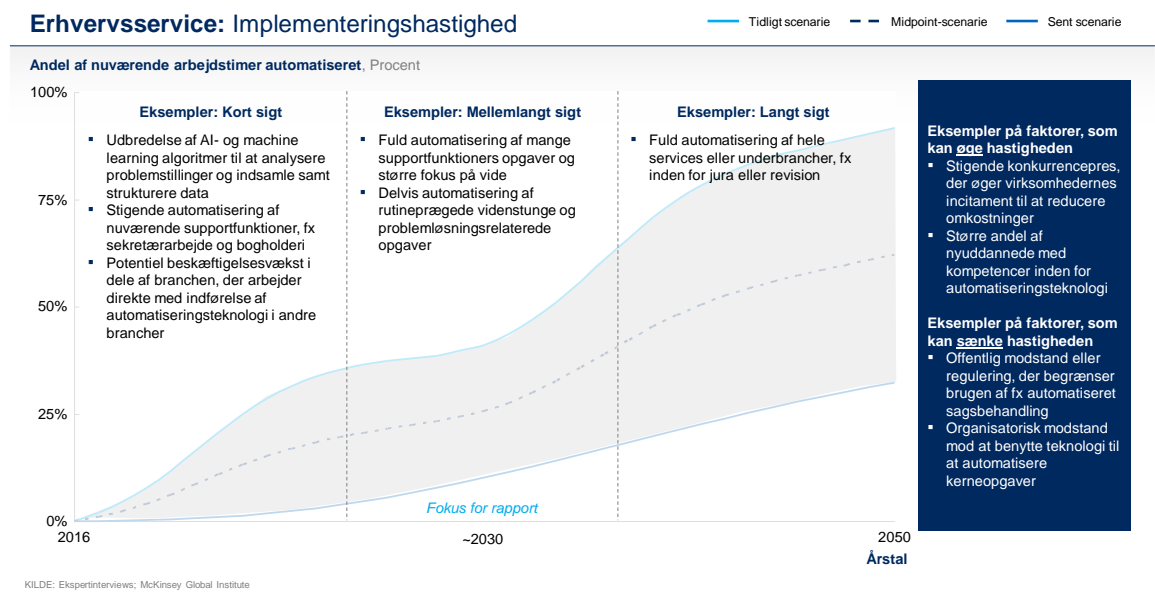 Erhvervsservice: Implementeringshastighed
Tidligt scenarie
Midpoint-scenarie
Sent scenarie
Andel af nuværende arbejdstimer automatiseret, Procent
100%
75%
50%
25%
0%
Eksempler: Kort sigt
▪ Udbredelse af AI- og machine
learning algoritmer til at analysere
problemstillinger og indsamle samt
strukturere data
▪ Stigende automatisering af
nuværende supportfunktioner, fx
sekretærarbejde og bogholderi
▪ Potentiel beskæftigelsesvækst i
dele af branchen, der arbejder
direkte med indførelse af
automatiseringsteknologi i andre
brancher
Eksempler: Mellemlangt sigt
▪ Fuld automatisering af mange
supportfunktioners opgaver og
større fokus på vide
▪ Delvis automatisering af
rutineprægede videnstunge og
problemløsningsrelaterede
opgaver
Eksempler: Langt sigt
▪ Fuld automatisering af hele
services eller underbrancher, fx
inden for jura eller revision
Fokus for rapport
2016
~2030
2050
Årstal
Eksempler på faktorer, som
kan øge hastigheden
▪ Stigende konkurrencepres,
der øger virksomhedernes
incitament til at reducere
omkostninger
▪ Større andel af
nyuddannede med
kompetencer inden for
automatiseringsteknologi
Eksempler på faktorer, som
kan sænke hastigheden
▪ Offentlig modstand eller
regulering, der begrænser
brugen af fx automatiseret
sagsbehandling
▪ Organisatorisk modstand
mod at benytte teknologi til
at automatisere
kerneopgaver
KILDE: Ekspertinterviews; McKinsey Global Institute